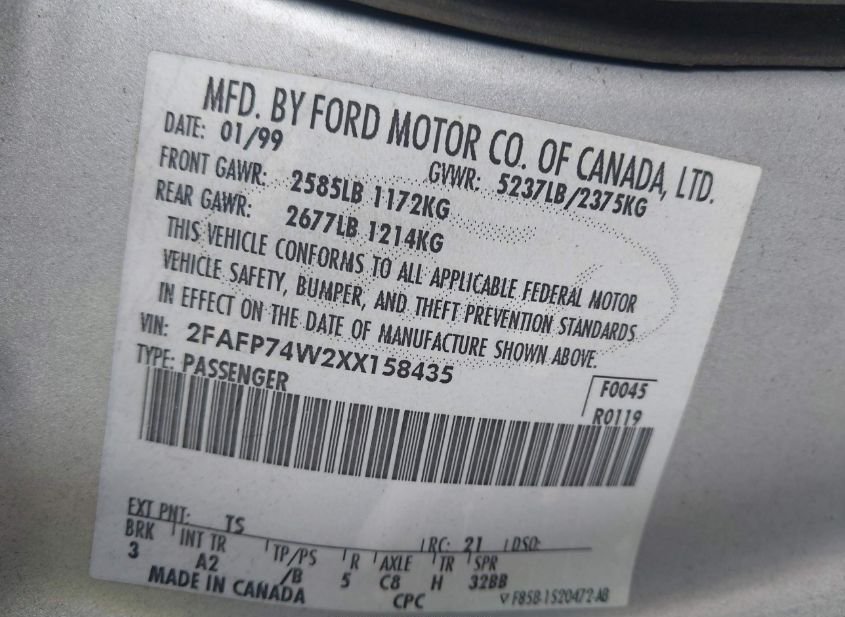 MFD. BY FORD MOTOR CO. OF CANADA, LTD.
DATE: 01/99 GVWR: 5237LB/2375KG
FRONT GAWR: 2585LB 1172KG
REAR GAWR: 2677LB 1214KG
THIS VEHICLE CONFORMS TO ALL APPLICABLE FEDERAL MOTOR
VEHICLE SAFETY, BUMPER, AND THEFT PREVENTION STANDARDS
IN EFFECT ON THE DATE OF MANUFACTURE SHOWN ABOVE.
VIN: 2FAFP74W2XX158435
TYPE: PASSENGER
F0045
R0119
EXT PNT: TS RC: 21 DSO:
BRK INT TR TP/PS R AXLE TR SPR
3 A2 /B 5 C8 H 32BB
MADE IN CANADA CPC F85B-1520472-AB